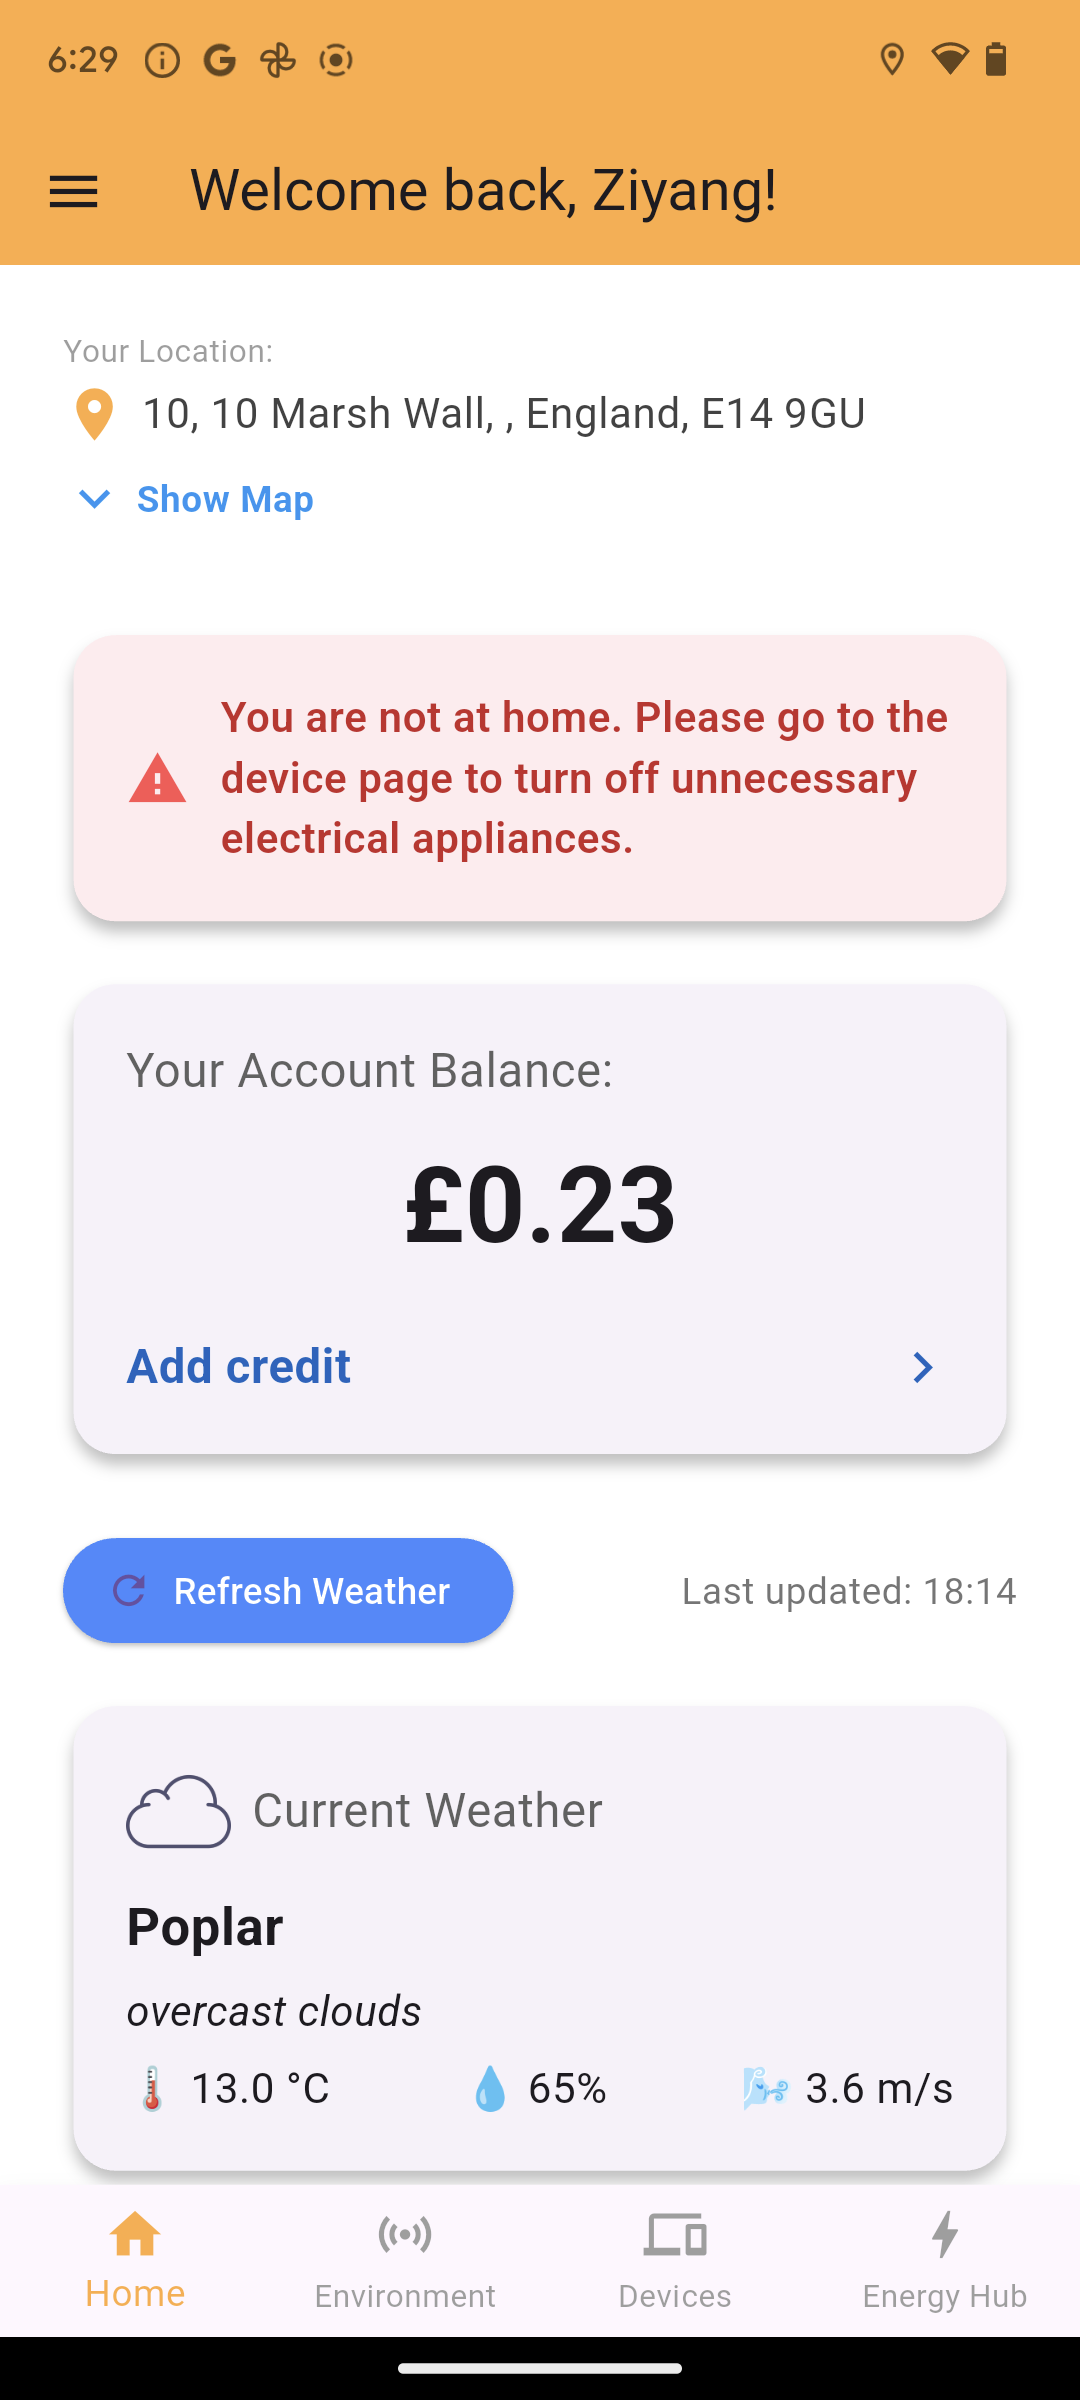 6:29
Welcome back, Ziyang!
Your Location:
10, 10 Marsh Wall, , England, E14 9GU
Show Map
You are not at home. Please go to the
device page to turn off unnecessary
electrical appliances.
Your Account Balance:
£0.23
Add credit
Refresh Weather
Last updated: 18:14
Current Weather
Poplar
overcast clouds
13.0 °C 65% 3.6 m/s
Home Environment Devices Energy Hub